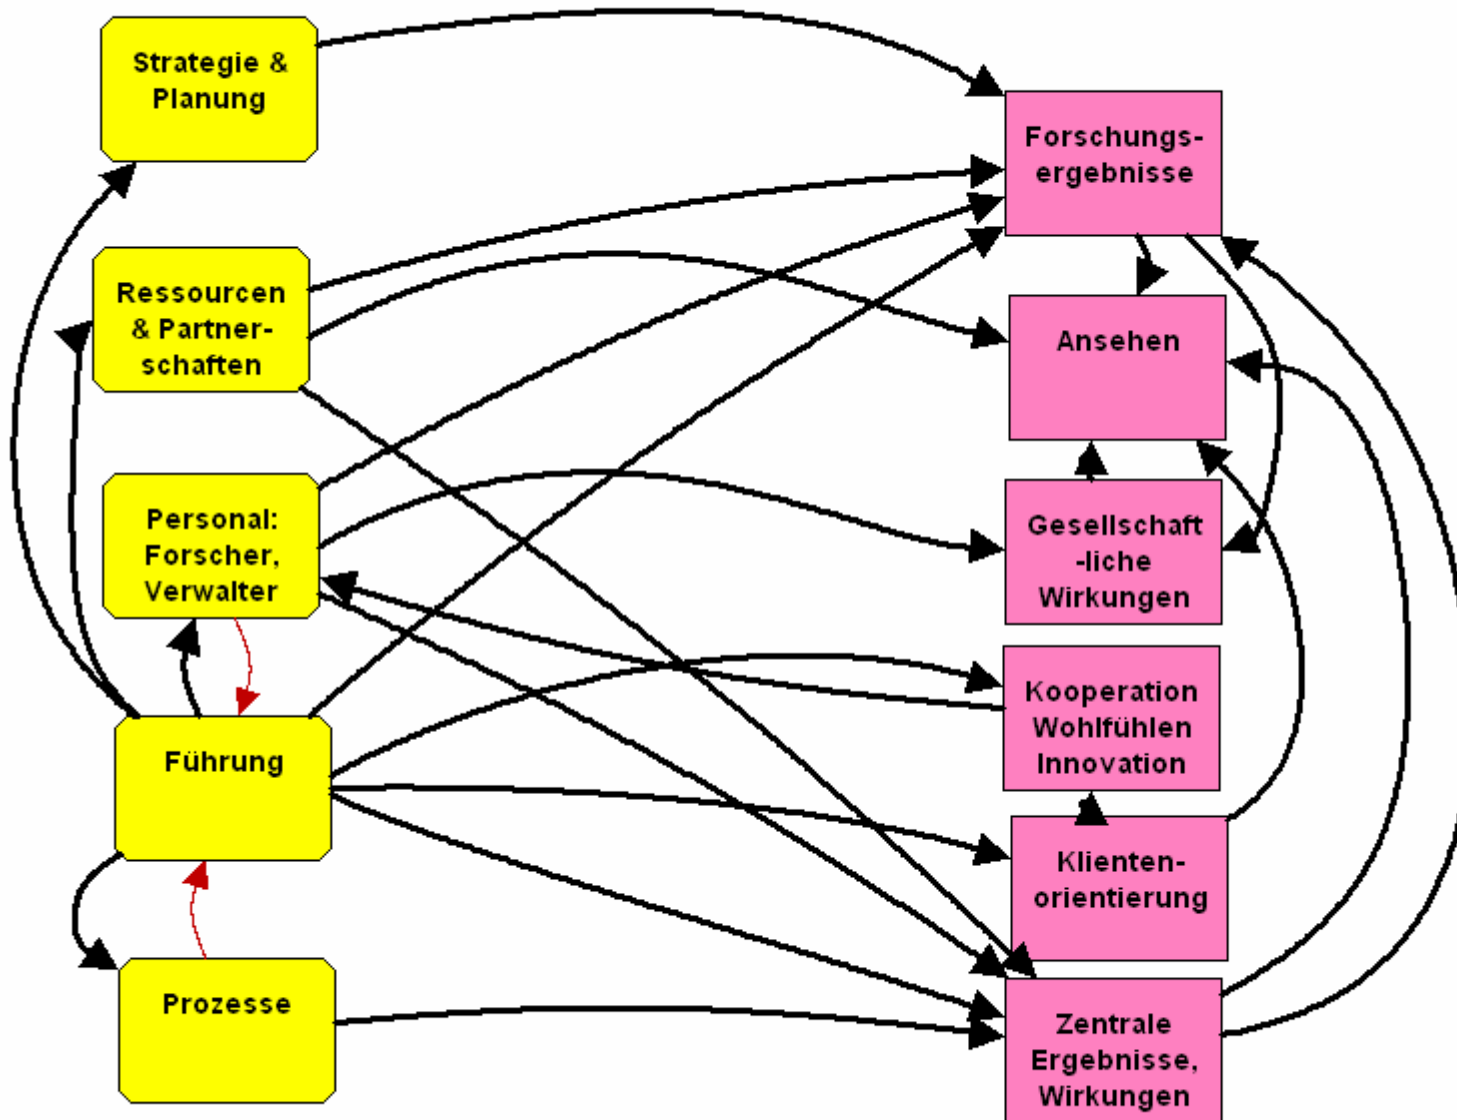 Strategie &
Planung
Ressourcen
& Partner-
schaften
Personal:
Forscher,
Verwalter
Führung
Prozesse
Forschungs-
ergebnisse
Ansehen
Gesellschaft
-liche
Wirkungen
Kooperation
Wohlfühlen
Innovation
Klienten-
orientierung
Zentrale
Ergebnisse,
Wirkungen